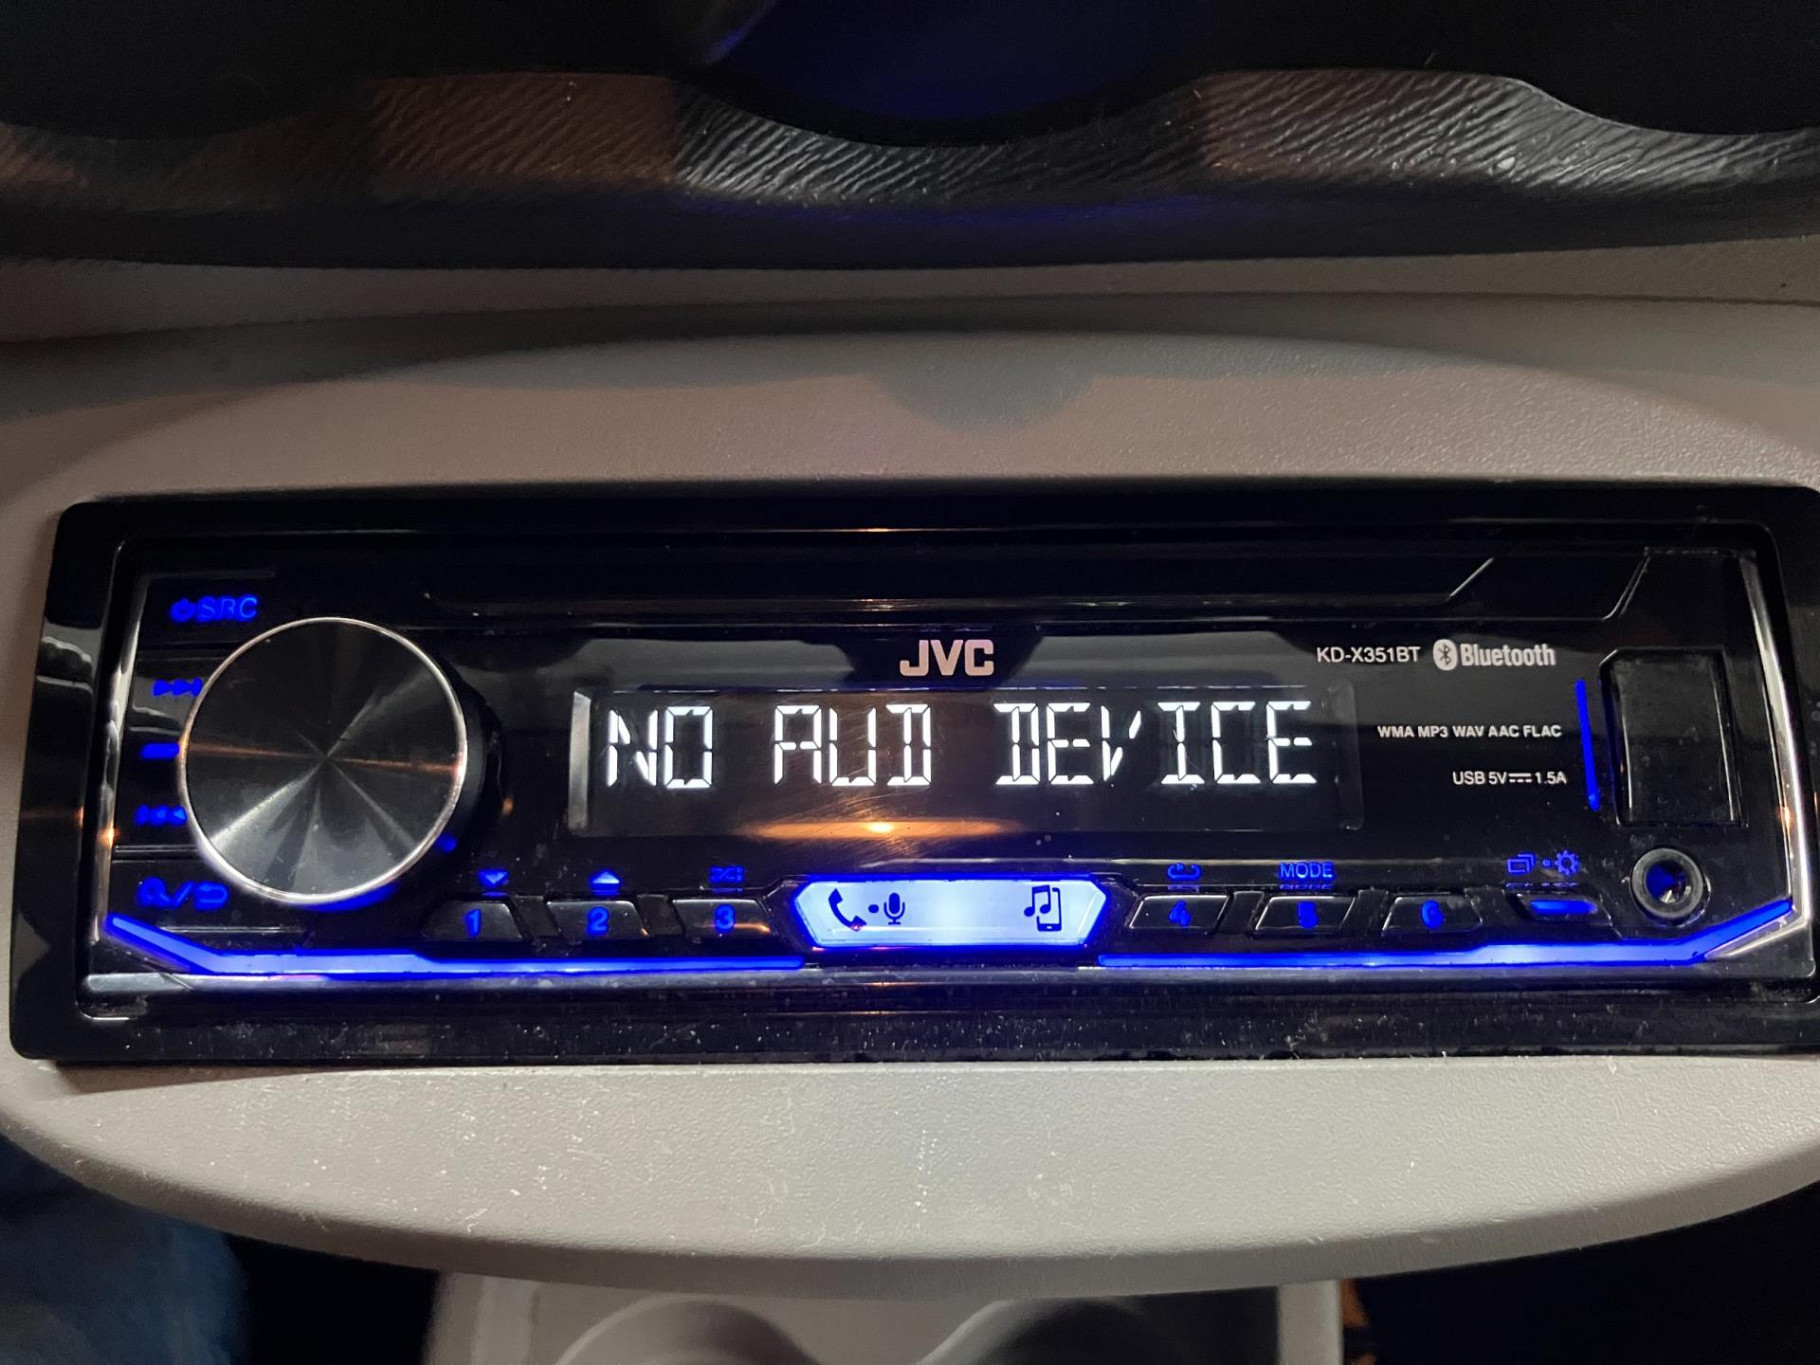 SRC
JVC
KD-X351BT Bluetooth
NO AUD DEVICE
WMA MP3 WAV AAC FLAC
USB 5V 1.5A
MODE
1 2 3 4 5 6